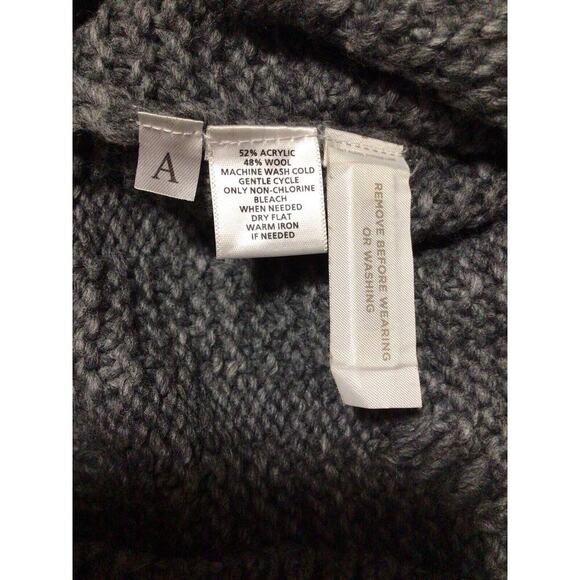 A
52% ACRYLIC
48% WOOL
MACHINE WASH COLD
GENTLE CYCLE
ONLY NON-CHLORINE
BLEACH
WHEN NEEDED
DRY FLAT
WARM IRON
IF NEEDED
REMOVE BEFORE WEARING
OR WASHING